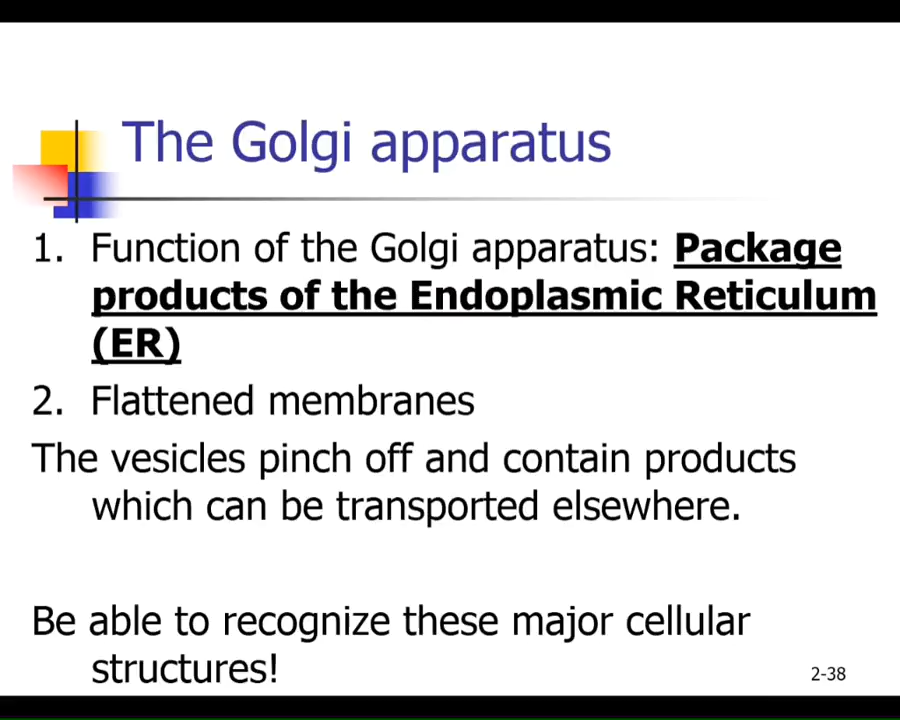 The Golgi apparatus
1. Function of the Golgi apparatus: Package
products of the Endoplasmic Reticulum
(ER)
2. Flattened membranes
The vesicles pinch off and contain products
which can be transported elsewhere.
Be able to recognize these major cellular
structures!
2-38